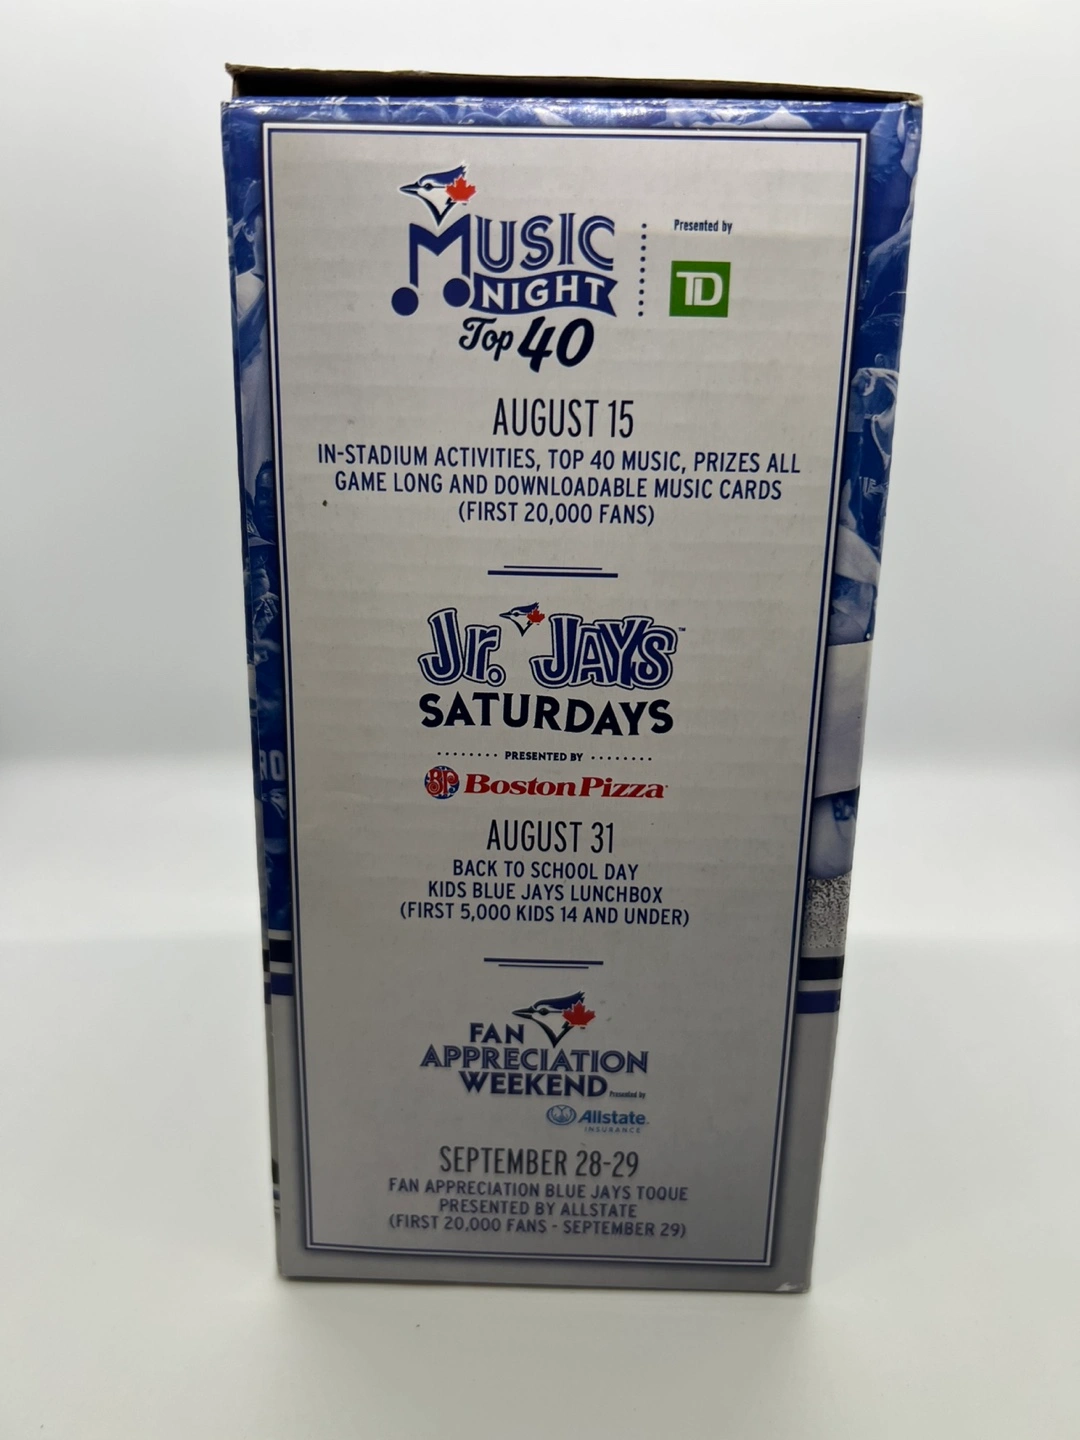 MUSIC
NIGHT
Top 40
Presented by
TD
AUGUST 15
IN-STADIUM ACTIVITIES, TOP 40 MUSIC, PRIZES ALL
GAME LONG AND DOWNLOADABLE MUSIC CARDS
(FIRST 20,000 FANS)
Jr. JAYS™
SATURDAYS
PRESENTED BY
BP Boston Pizza
AUGUST 31
BACK TO SCHOOL DAY
KIDS BLUE JAYS LUNCHBOX
(FIRST 5,000 KIDS 14 AND UNDER)
FAN
APPRECIATION
WEEKEND
Presented by
Allstate
INSURANCE
SEPTEMBER 28-29
FAN APPRECIATION BLUE JAYS TOQUE
PRESENTED BY ALLSTATE
(FIRST 20,000 FANS - SEPTEMBER 29)